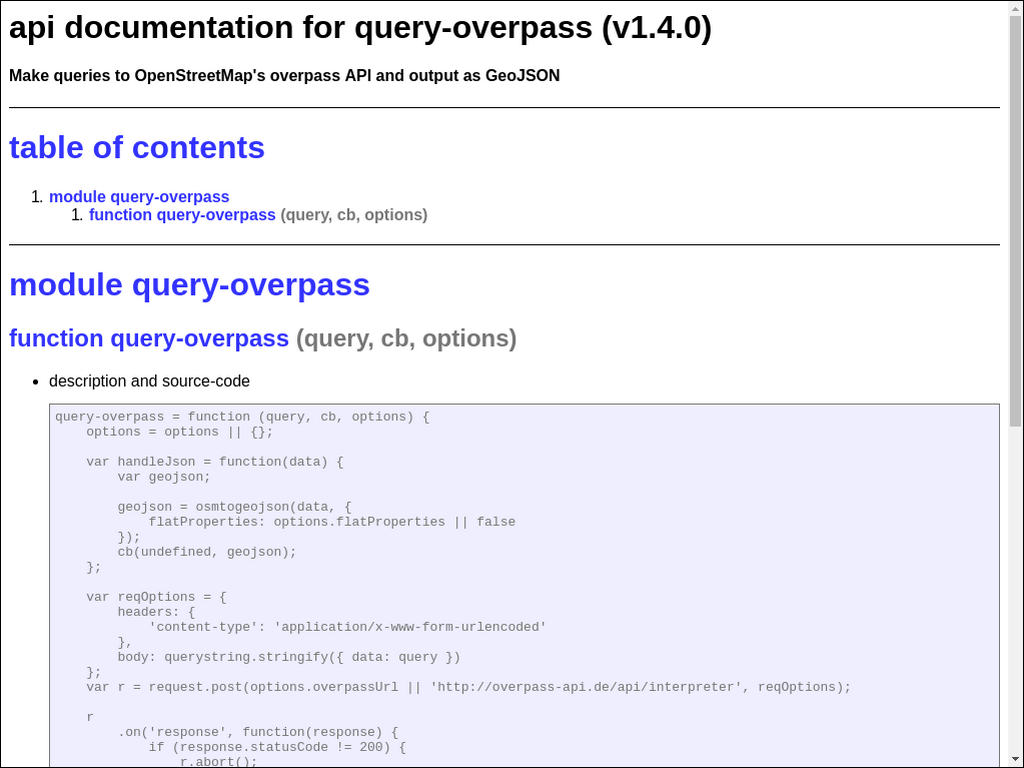 api documentation for query-overpass (v1.4.0)
Make queries to OpenStreetMap's overpass API and output as GeoJSON
table of contents
1. module query-overpass
1. function query-overpass (query, cb, options)
module query-overpass
function query-overpass (query, cb, options)
• description and source-code
query-overpass = function (query, cb, options) {
    options = options || {};
    var handleJson = function(data) {
        var geojson;
        geojson = osmtogeojson(data, {
            flatProperties: options.flatProperties || false
        });
        cb(undefined, geojson);
    };
    var reqOptions = {
        headers: {
            'content-type': 'application/x-www-form-urlencoded'
        },
        body: querystring.stringify({ data: query })
    };
    var r = request.post(options.overpassUrl || 'http://overpass-api.de/api/interpreter', reqOptions);
    r
        .on('response', function(response) {
            if (response.statusCode != 200) {
                r.abort();